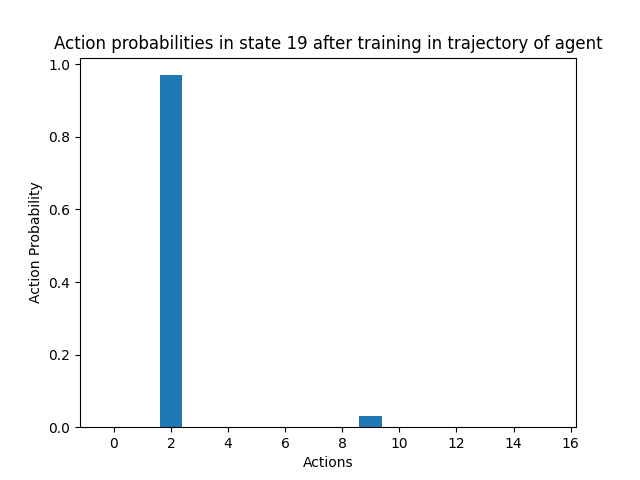 Action probabilities in state 19 after training in trajectory of agent
1.0
0.8
0.6
0.4
0.2
0.0
Action Probability
0 2 4 6 8 10 12 14 16
Actions